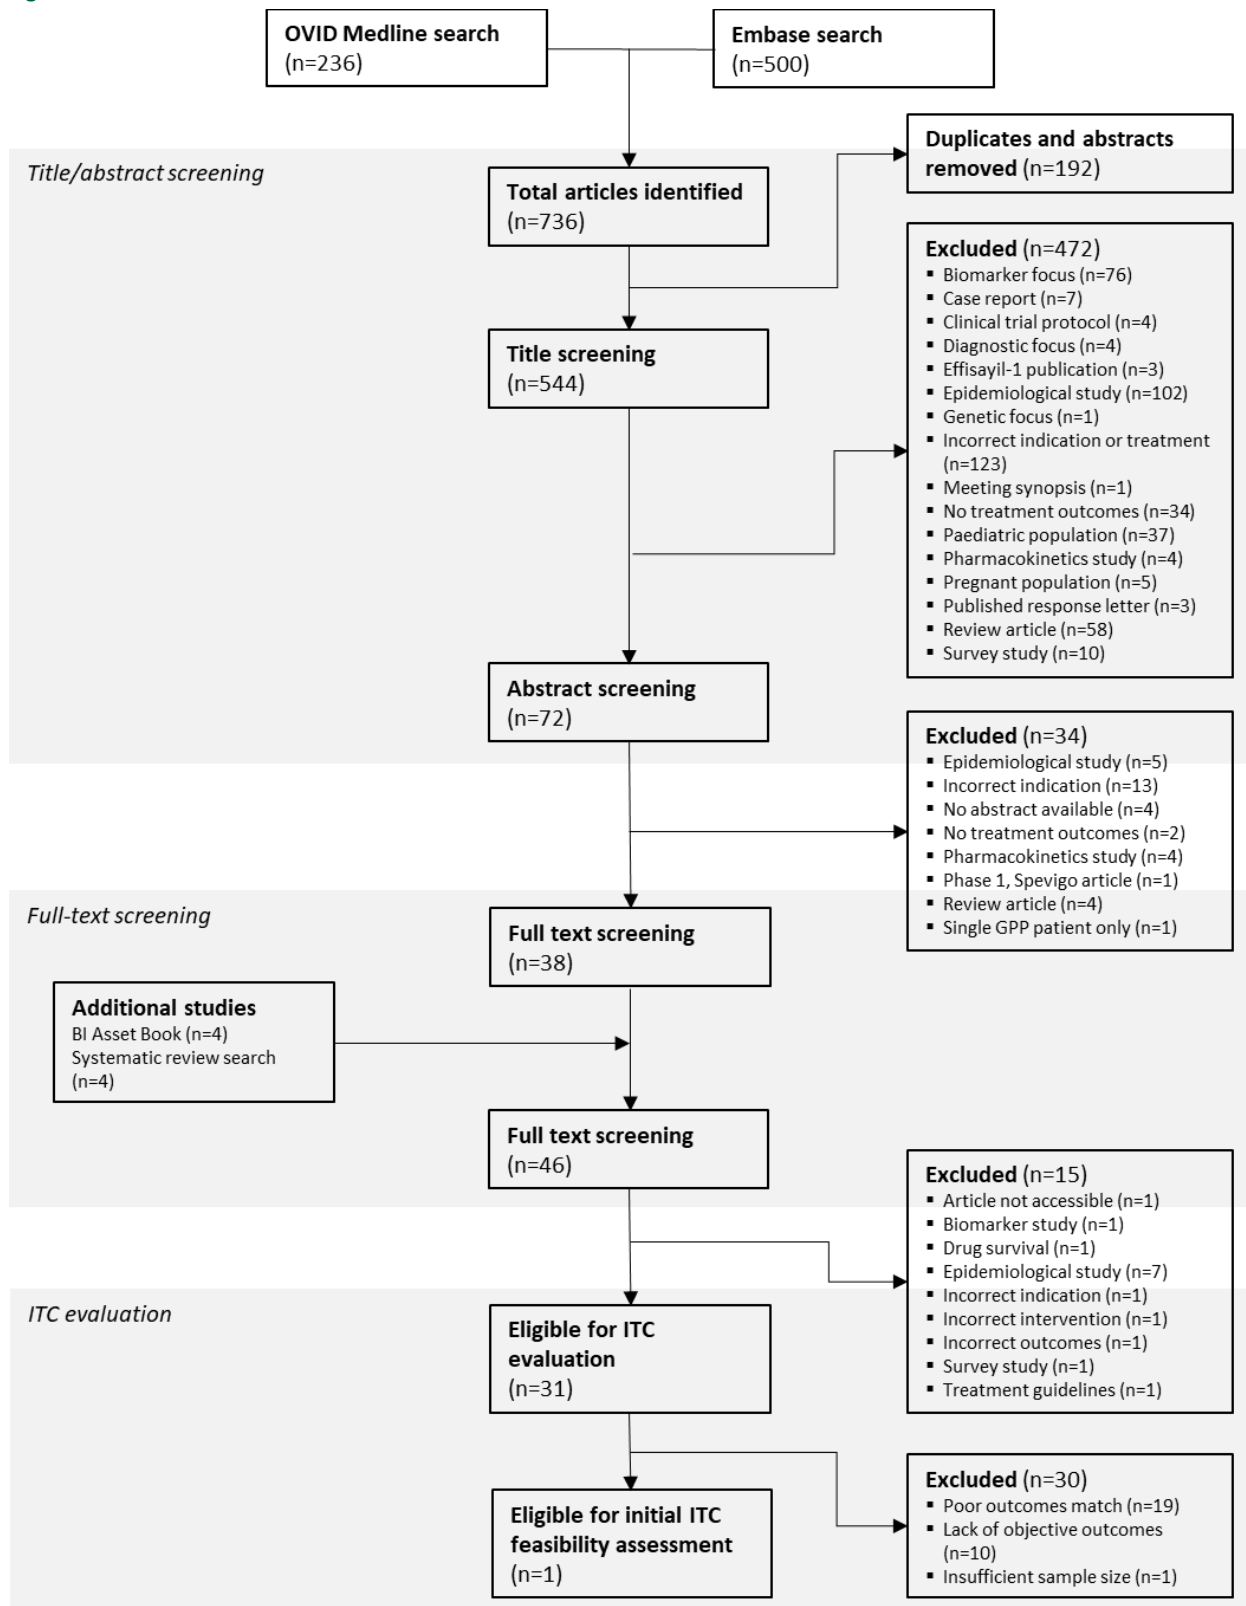 OVID Medline search
(n=236)
Embase search
(n=500)
Duplicates and abstracts
removed (n=192)
Title/abstract screening
Total articles identified
(n=736)
Excluded (n=472)
▪ Biomarker focus (n=76)
▪ Case report (n=7)
▪ Clinical trial protocol (n=4)
▪ Diagnostic focus (n=4)
▪ Effisayil-1 publication (n=3)
▪ Epidemiological study (n=102)
▪ Genetic focus (n=1)
▪ Incorrect indication or treatment
(n=123)
▪ Meeting synopsis (n=1)
▪ No treatment outcomes (n=34)
▪ Paediatric population (n=37)
▪ Pharmacokinetics study (n=4)
▪ Pregnant population (n=5)
▪ Published response letter (n=3)
▪ Review article (n=58)
▪ Survey study (n=10)
Title screening
(n=544)
Abstract screening
(n=72)
Excluded (n=34)
▪ Epidemiological study (n=5)
▪ Incorrect indication (n=13)
▪ No abstract available (n=4)
▪ No treatment outcomes (n=2)
▪ Pharmacokinetics study (n=4)
▪ Phase 1, Spevigo article (n=1)
▪ Review article (n=4)
▪ Single GPP patient only (n=1)
Full-text screening
Full text screening
(n=38)
Additional studies
BI Asset Book (n=4)
Systematic review search
(n=4)
Full text screening
(n=46)
Excluded (n=15)
▪ Article not accessible (n=1)
▪ Biomarker study (n=1)
▪ Drug survival (n=1)
▪ Epidemiological study (n=7)
▪ Incorrect indication (n=1)
▪ Incorrect intervention (n=1)
▪ Incorrect outcomes (n=1)
▪ Survey study (n=1)
▪ Treatment guidelines (n=1)
ITC evaluation
Eligible for ITC
evaluation
(n=31)
Excluded (n=30)
▪ Poor outcomes match (n=19)
▪ Lack of objective outcomes
(n=10)
▪ Insufficient sample size (n=1)
Eligible for initial ITC
feasibility assessment
(n=1)